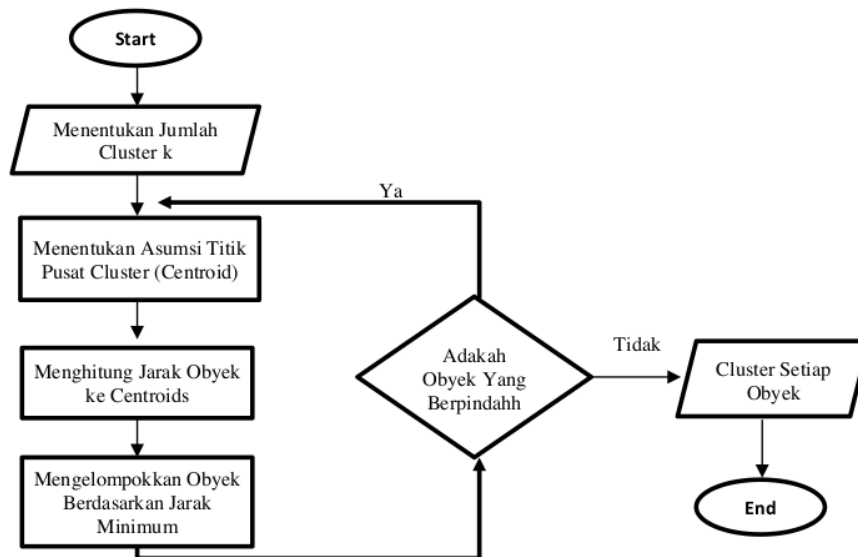 Start
Menentukan Jumlah
Cluster k
Ya
Menentukan Asumsi Titik
Pusat Cluster (Centroid)
Menghitung Jarak Obyek
ke Centroids
Mengelompokkan Obyek
Berdasarkan Jarak
Minimum
Adakah
Obyek Yang
Berpindahh
Tidak
Cluster Setiap
Obyek
End